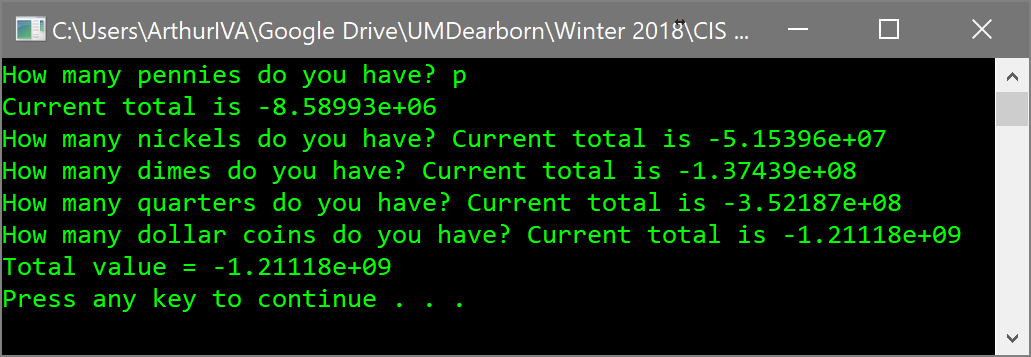 C:\Users\ArthurIVA\Google Drive\UMDearborn\Winter 2018\CIS ...
How many pennies do you have? p
Current total is -8.58993e+06
How many nickels do you have? Current total is -5.15396e+07
How many dimes do you have? Current total is -1.37439e+08
How many quarters do you have? Current total is -3.52187e+08
How many dollar coins do you have? Current total is -1.21118e+09
Total value = -1.21118e+09
Press any key to continue . . .